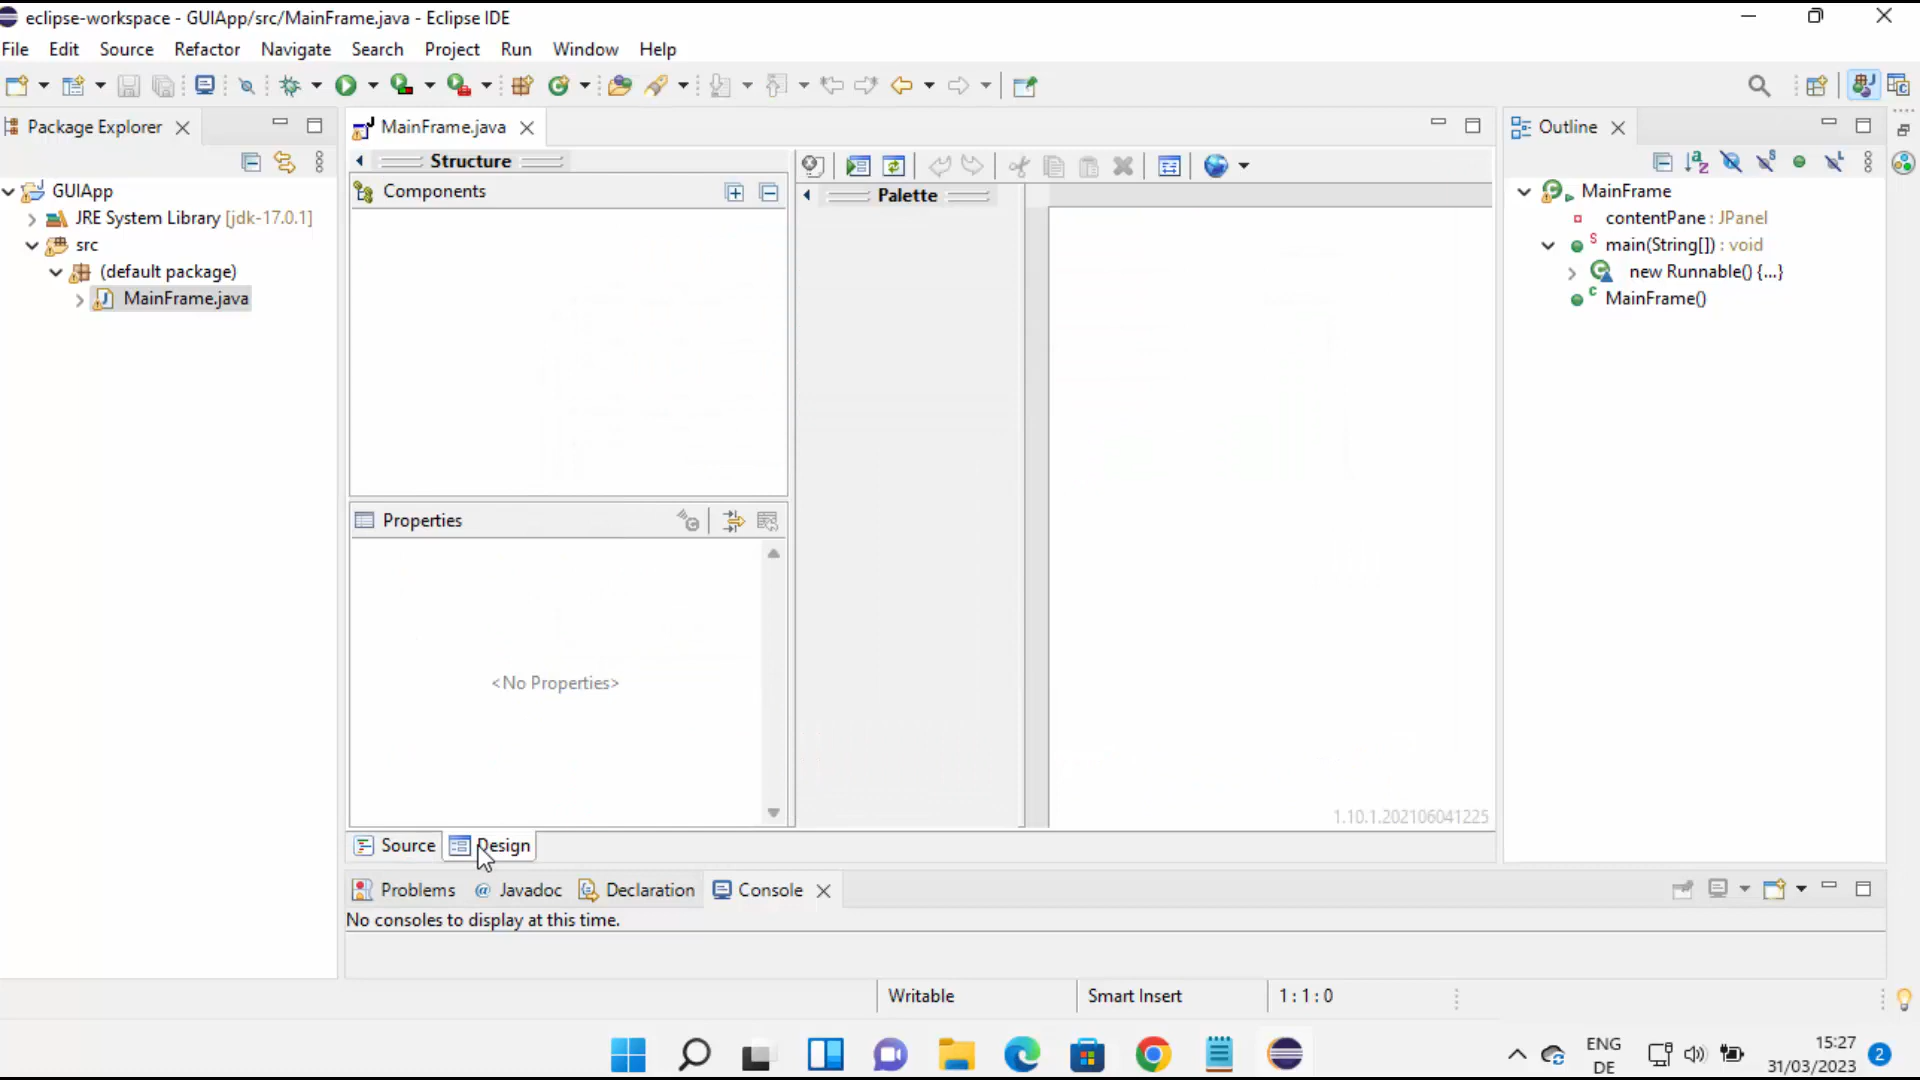 eclipse-workspace - GUIApp/src/MainFrame.java - Eclipse IDE
File Edit Source Refactor Navigate Search Project Run Window Help
Package Explorer
GUIApp
JRE System Library [jdk-17.0.1]
src
(default package)
MainFrame.java
MainFrame.java
Structure
Components
Properties
<No Properties>
Palette
1.10.1.202106041225
Source Design
Outline
MainFrame
contentPane : JPanel
main(String[]) : void
new Runnable() {...}
MainFrame()
Problems Javadoc Declaration Console
No consoles to display at this time.
Writable Smart Insert 1 : 1 : 0
ENG
DE
15:27
31/03/2023
2